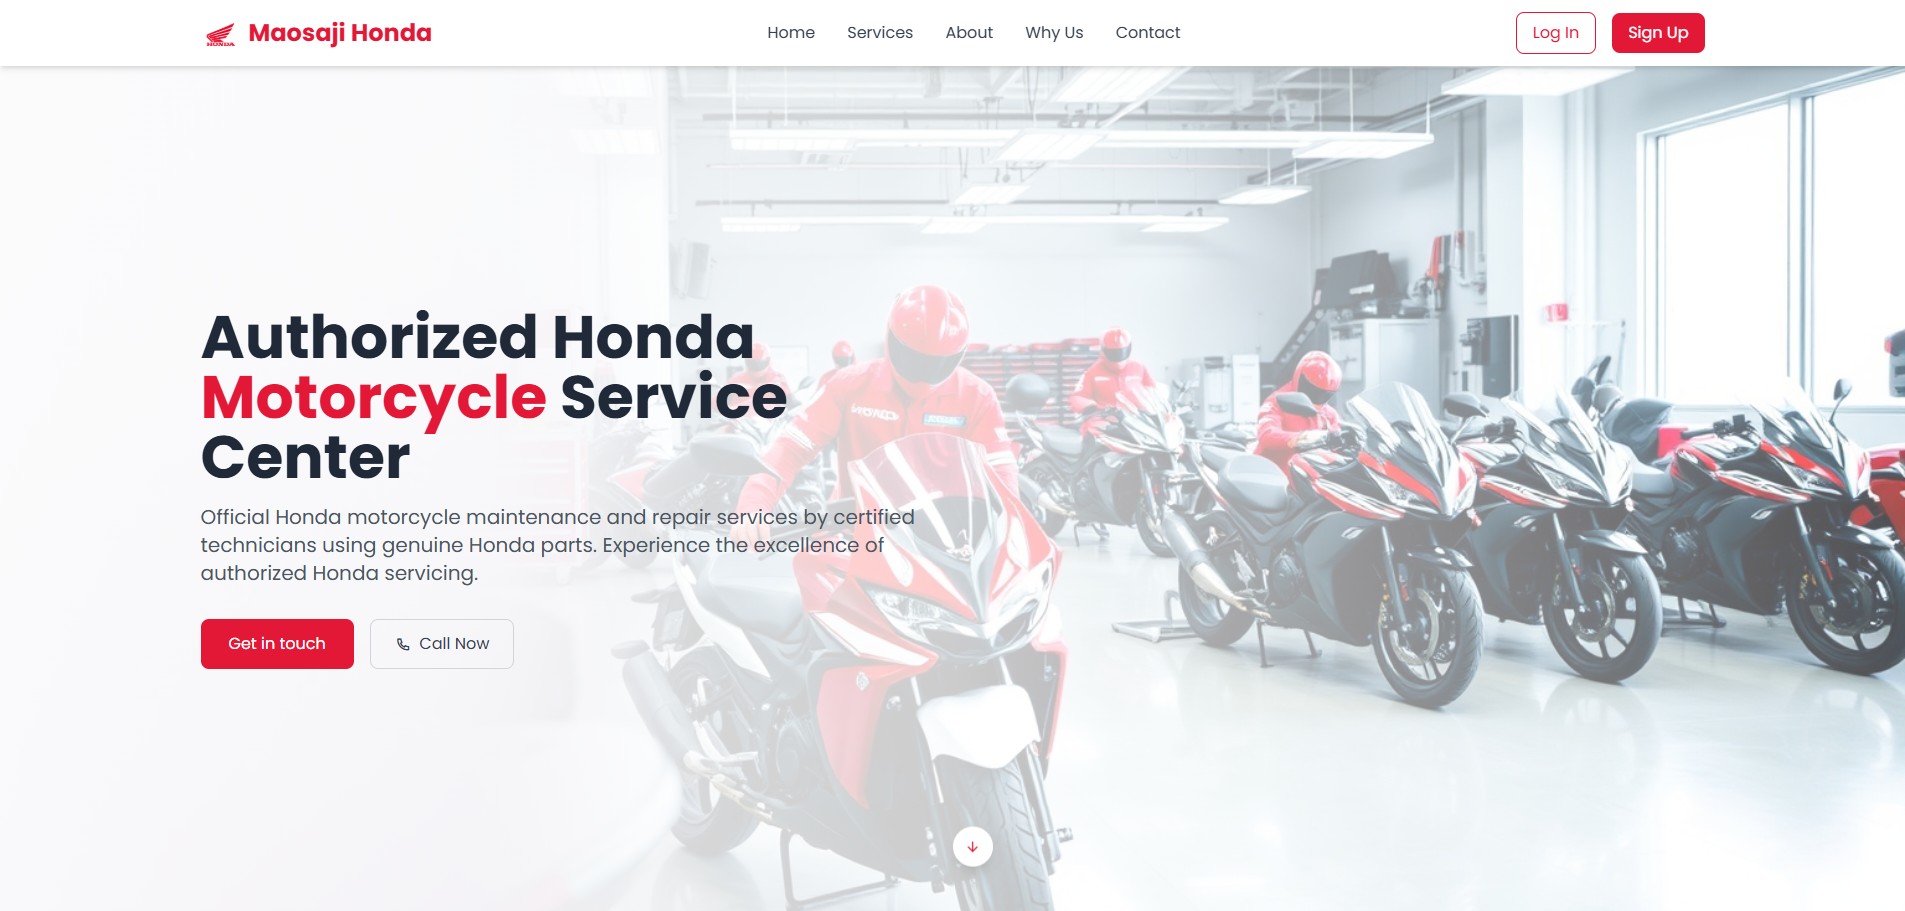 HONDA
Maosaji Honda
Home Services About Why Us Contact
Log In
Sign Up
Authorized Honda
Motorcycle Service
Center
Official Honda motorcycle maintenance and repair services by certified
technicians using genuine Honda parts. Experience the excellence of
authorized Honda servicing.
Get in touch
Call Now